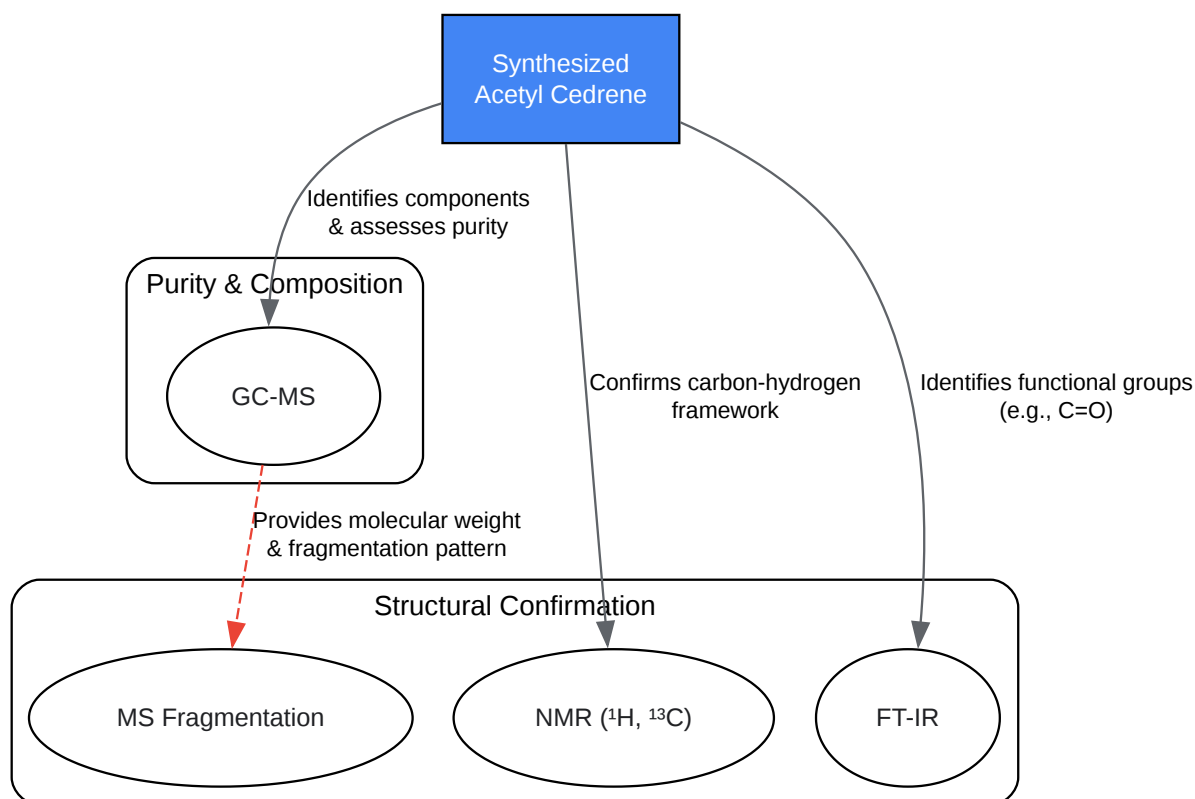 Synthesized
Acetyl Cedrene
Identifies components
& assesses purity
Purity & Composition
GC-MS
Confirms carbon-hydrogen
framework
Identifies functional groups
(e.g., C=O)
Provides molecular weight
& fragmentation pattern
Structural Confirmation
MS Fragmentation
NMR (¹H, ¹³C)
FT-IR